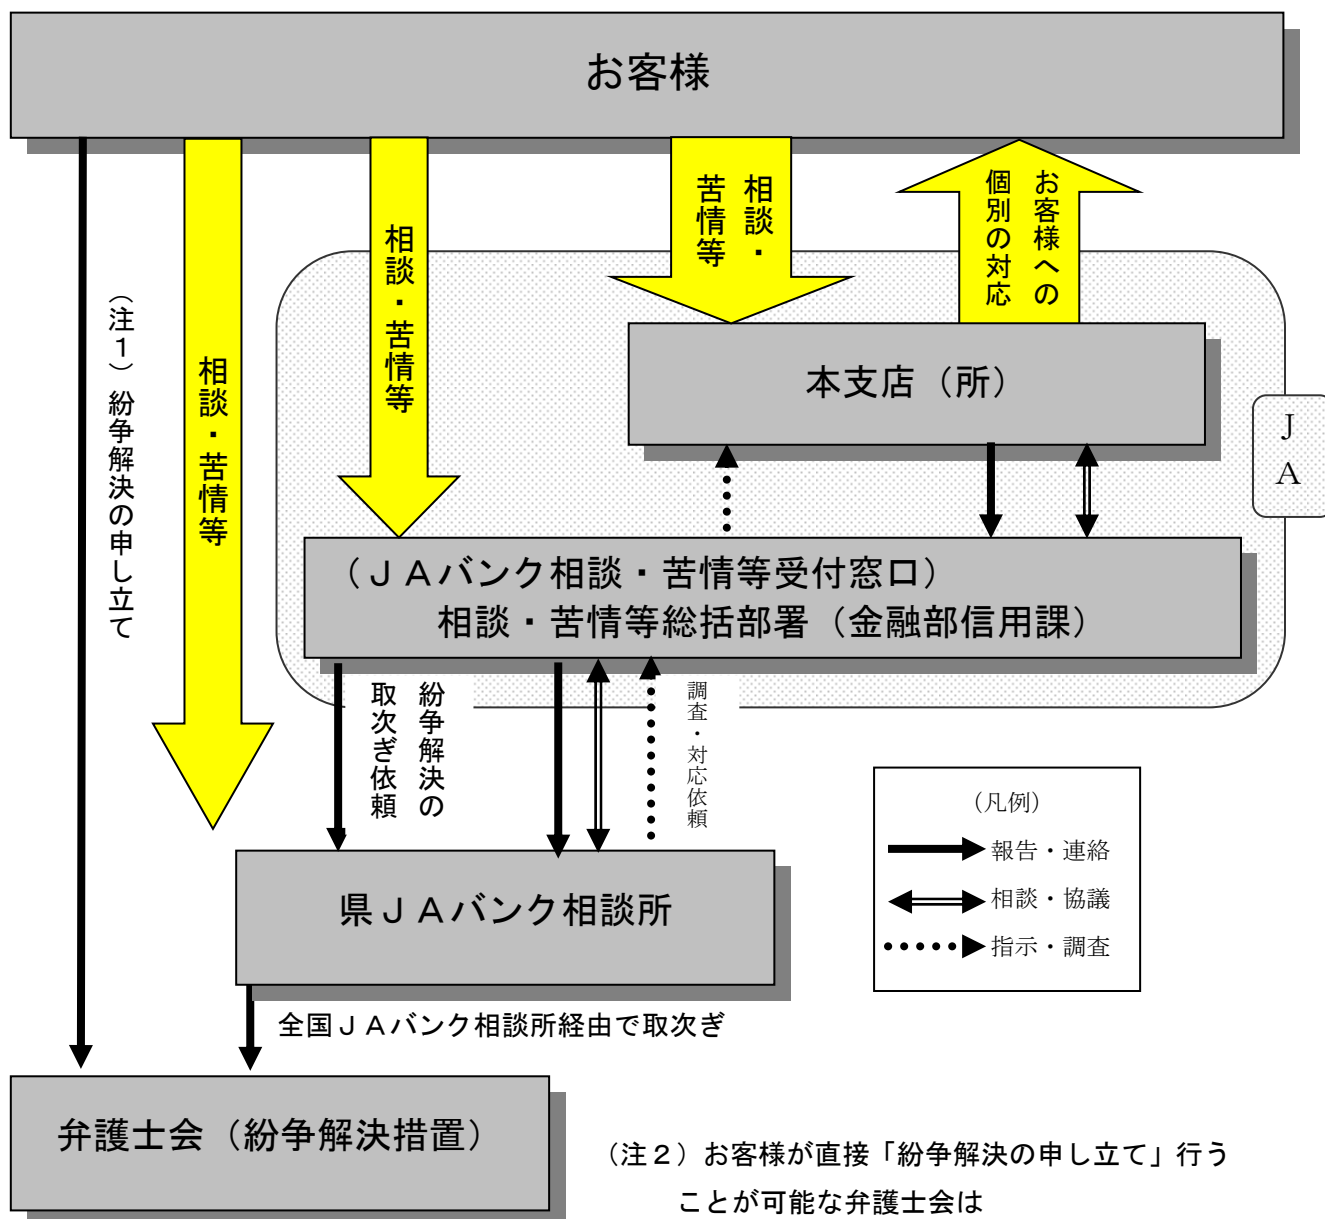 お客様
（注１）紛争解決の申し立て
相談・苦情等
相談・苦情等
相談・
苦情等
お客様への
個別の対応
本支店（所）
ＪＡ
（ＪＡバンク相談・苦情等受付窓口）
相談・苦情等総括部署（金融部信用課）
紛争解決の
取次ぎ依頼
調査・対応依頼
（凡例）
報告・連絡
相談・協議
指示・調査
県ＪＡバンク相談所
全国ＪＡバンク相談所経由で取次ぎ
弁護士会（紛争解決措置）
（注２）お客様が直接「紛争解決の申し立て」行う
ことが可能な弁護士会は